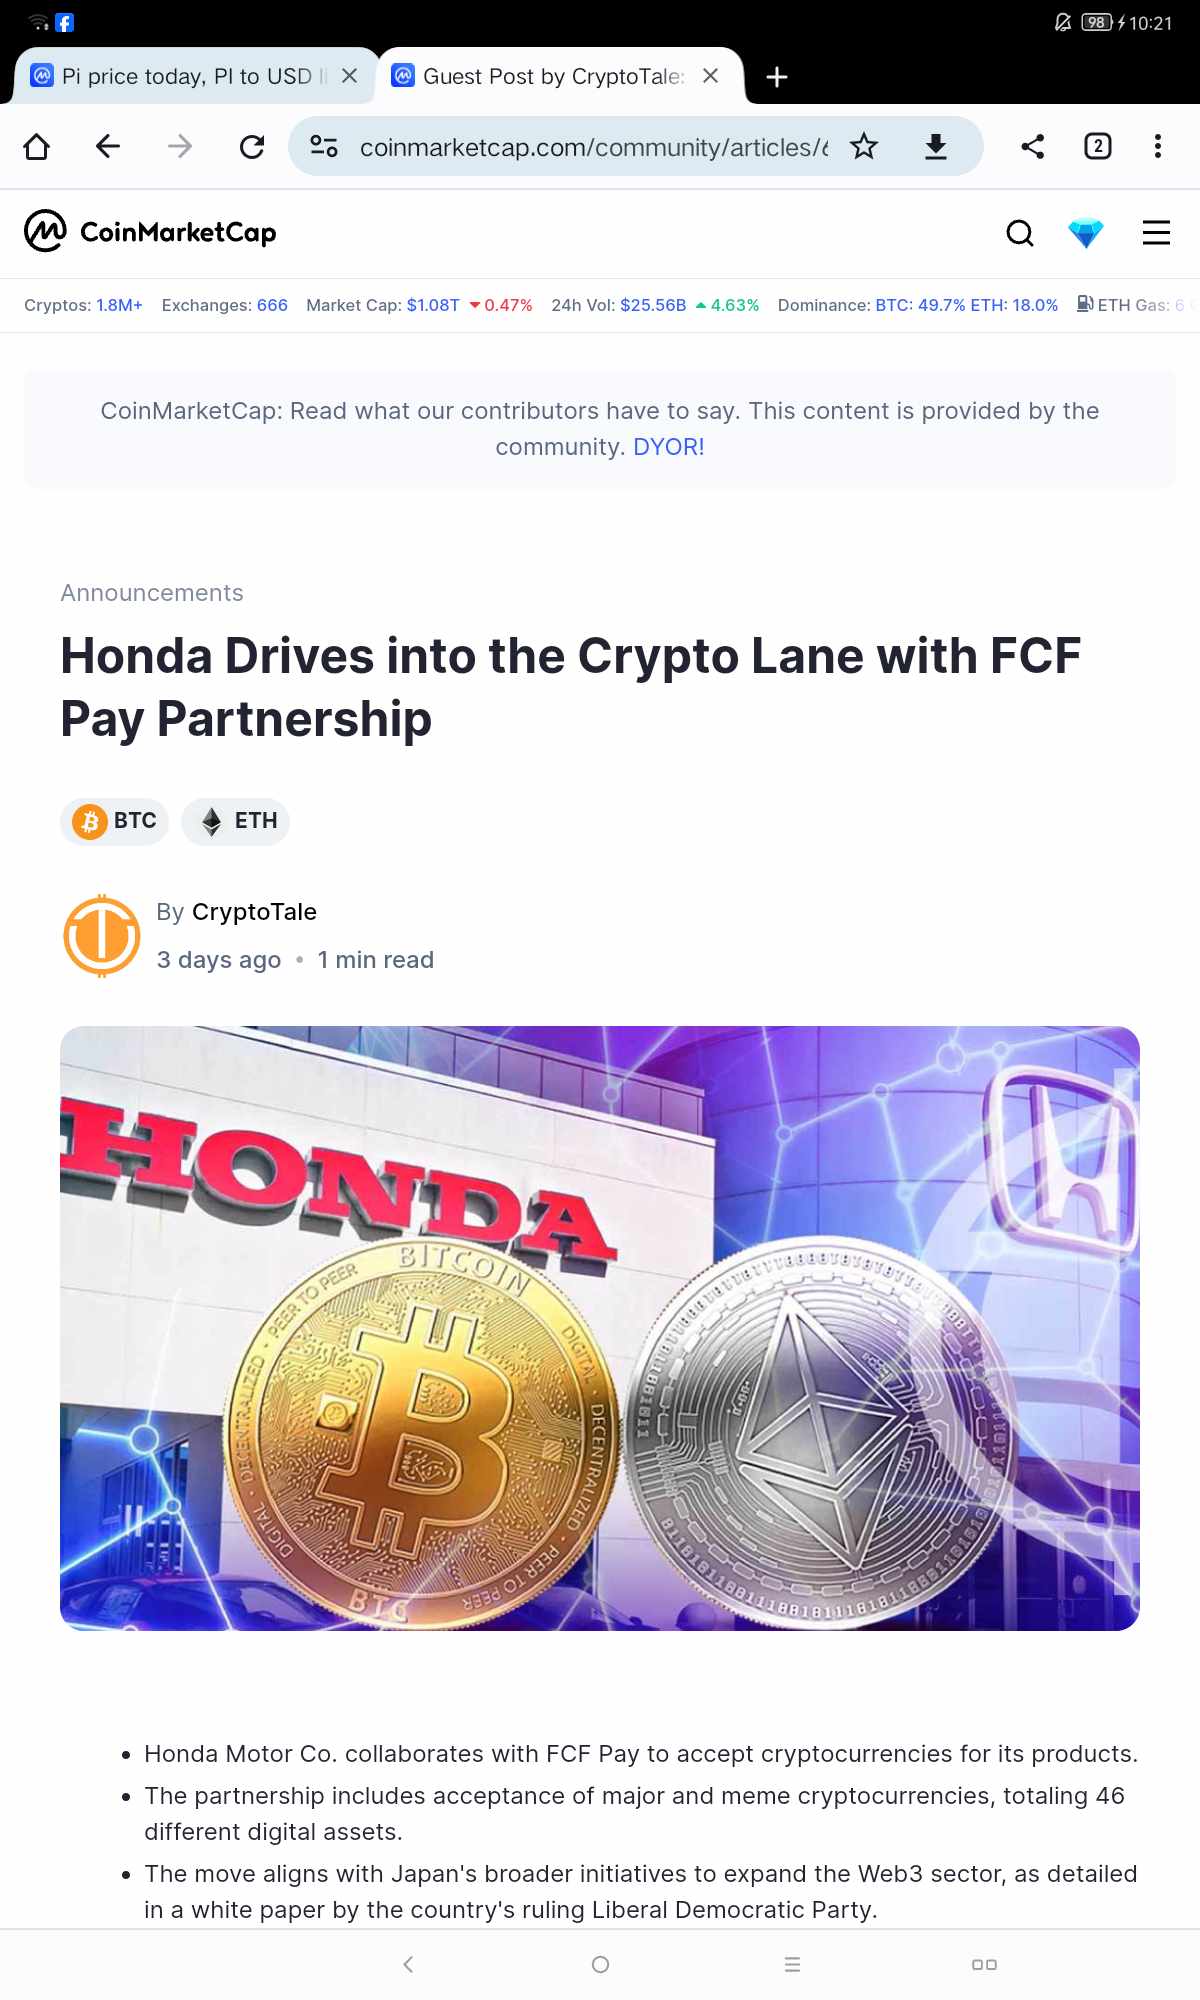 98 10:21
Pi price today, PI to USD li
Guest Post by CryptoTale:
coinmarketcap.com/community/articles/6
2
CoinMarketCap
Cryptos: 1.8M+ Exchanges: 666 Market Cap: $1.08T 0.47% 24h Vol: $25.56B 4.63% Dominance: BTC: 49.7% ETH: 18.0% ETH Gas: 6
CoinMarketCap: Read what our contributors have to say. This content is provided by the
community. DYOR!
Announcements
Honda Drives into the Crypto Lane with FCF
Pay Partnership
BTC ETH
By CryptoTale
3 days ago • 1 min read
HONDA
BITCOIN
PEER TO PEER
DIGITAL · DECENTRALIZED · PEER TO PEER
DIGITAL · DECENTRALIZED ·
BTC
• Honda Motor Co. collaborates with FCF Pay to accept cryptocurrencies for its products.
• The partnership includes acceptance of major and meme cryptocurrencies, totaling 46
different digital assets.
• The move aligns with Japan's broader initiatives to expand the Web3 sector, as detailed
in a white paper by the country's ruling Liberal Democratic Party.